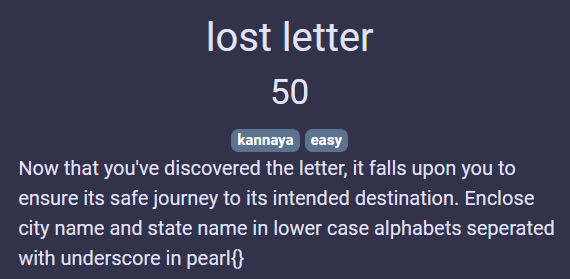 lost letter
50
kannaya easy
Now that you've discovered the letter, it falls upon you to
ensure its safe journey to its intended destination. Enclose
city name and state name in lower case alphabets seperated
with underscore in pearl{}